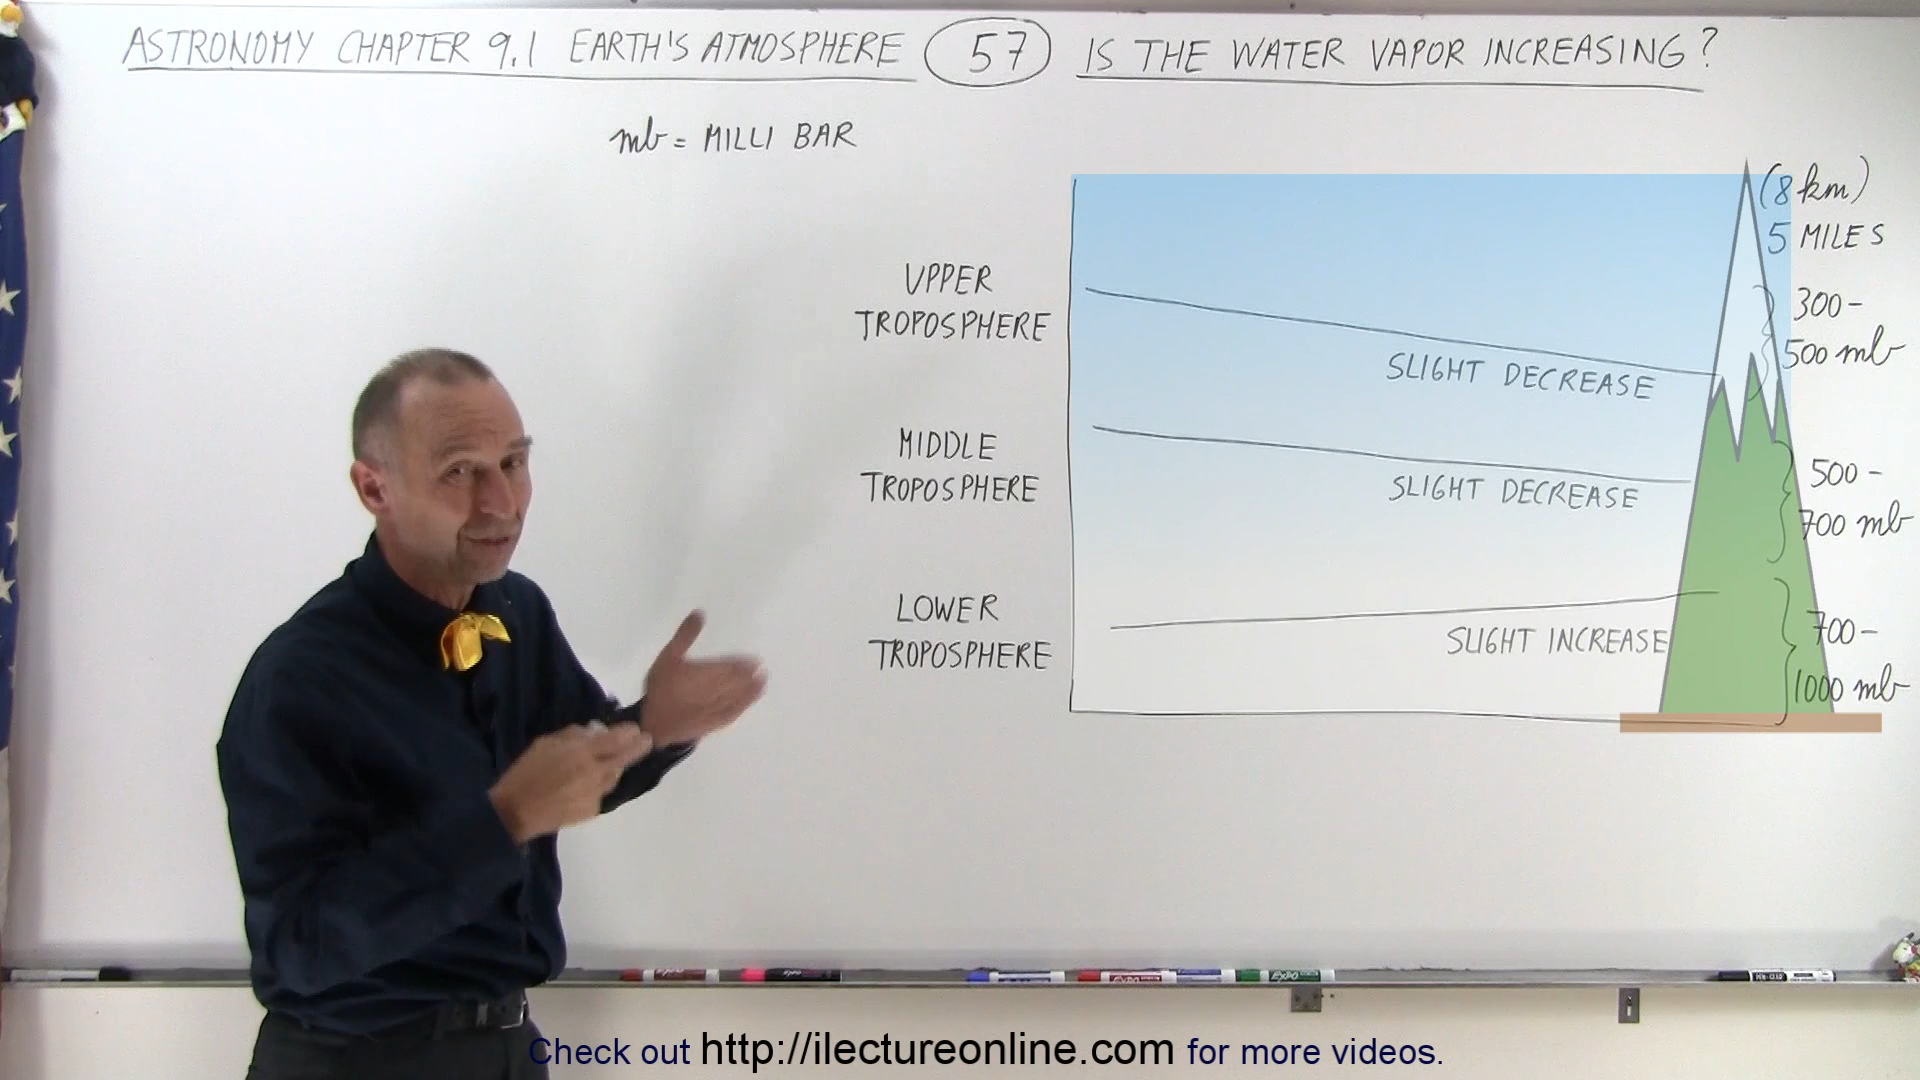 ASTRONOMY CHAPTER 9.1 EARTH'S ATMOSPHERE 57 IS THE WATER VAPOR INCREASING?
mb = MILLI BAR
(8 km)
5 MILES
UPPER
TROPOSPHERE
SLIGHT DECREASE
300-
500 mb
MIDDLE
TROPOSPHERE
SLIGHT DECREASE
500-
700 mb
LOWER
TROPOSPHERE
SLIGHT INCREASE
700-
1000 mb
EXPO
EXPO
Check out http://ilectureonline.com for more videos.